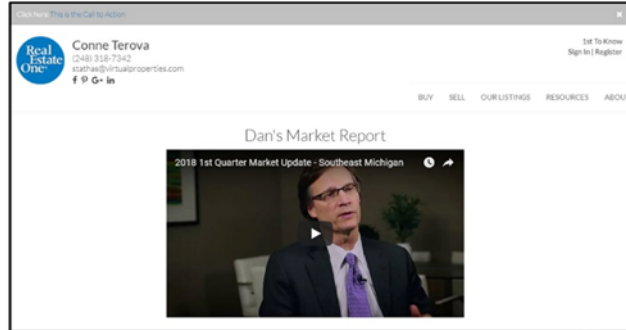 Click here This is the Call to Action
Real
Estate
One
Conne Terova
(248) 318-7342
stathas@virtualproperties.com
1st To Know
Sign In | Register
BUY SELL OUR LISTINGS RESOURCES ABOU
Dan's Market Report
2018 1st Quarter Market Update - Southeast Michigan